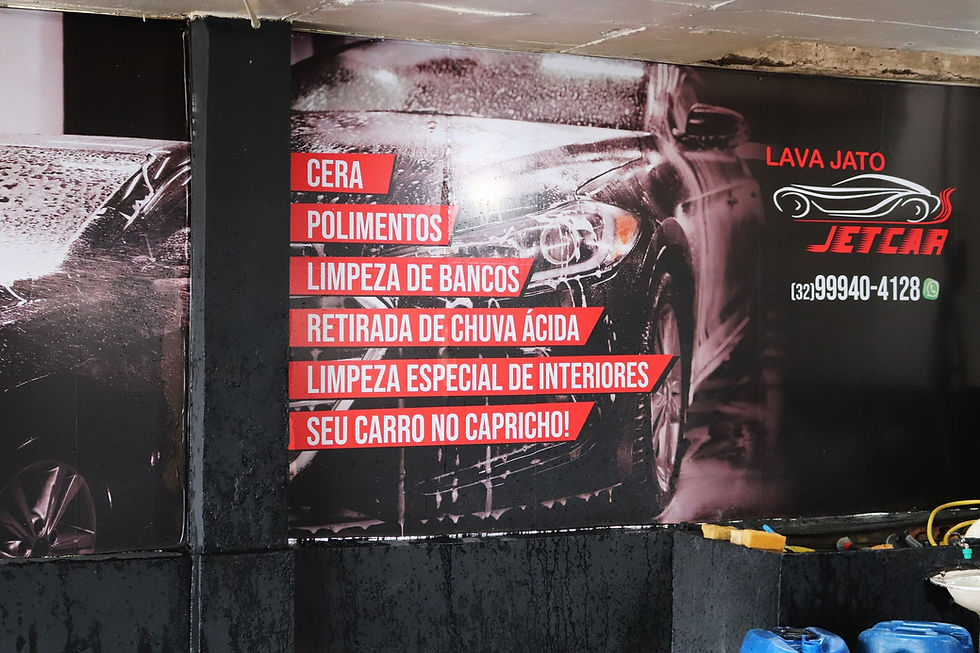 CERA
POLIMENTOS
LIMPEZA DE BANCOS
RETIRADA DE CHUVA ÁCIDA
LIMPEZA ESPECIAL DE INTERIORES
SEU CARRO NO CAPRICHO!
LAVA JATO
JETCAR
(32)99940-4128